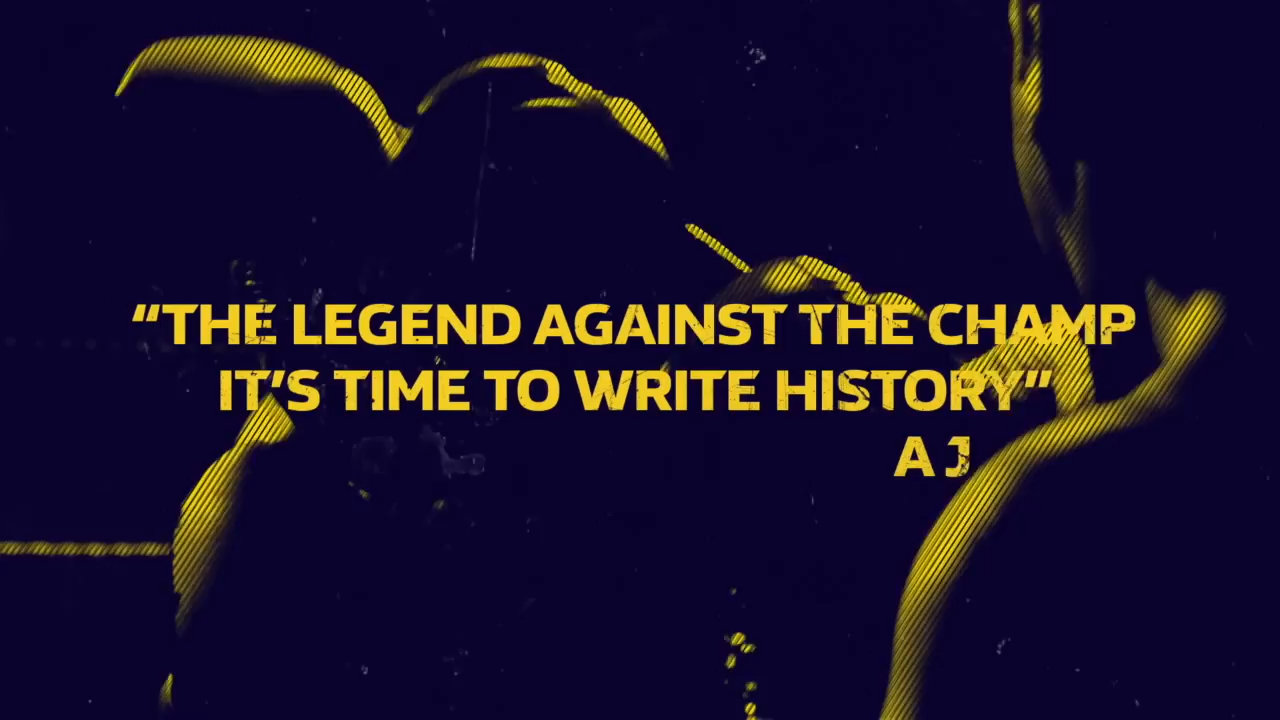 “THE LEGEND AGAINST THE CHAMP
IT’S TIME TO WRITE HISTORY”
A J